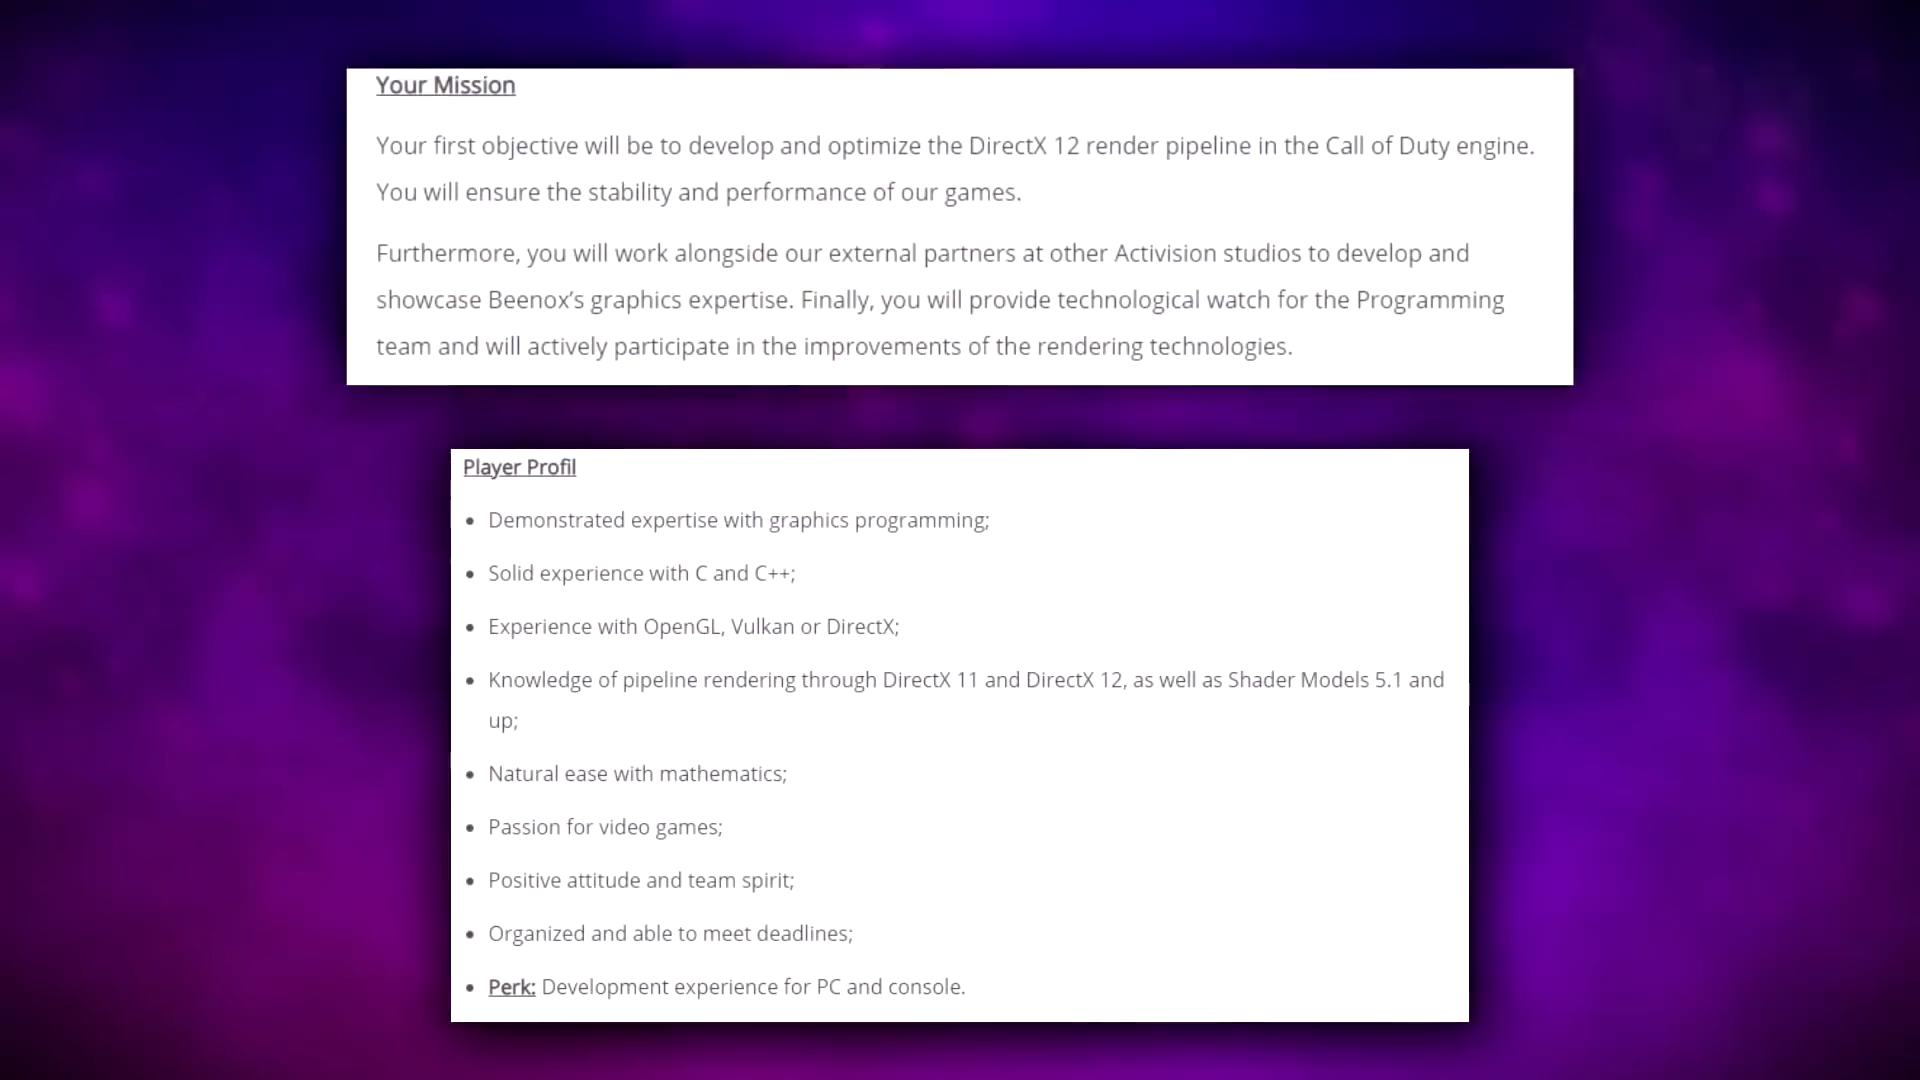 Your Mission
Your first objective will be to develop and optimize the DirectX 12 render pipeline in the Call of Duty engine.
You will ensure the stability and performance of our games.
Furthermore, you will work alongside our external partners at other Activision studios to develop and
showcase Beenox’s graphics expertise. Finally, you will provide technological watch for the Programming
team and will actively participate in the improvements of the rendering technologies.
Player Profil
• Demonstrated expertise with graphics programming;
• Solid experience with C and C++;
• Experience with OpenGL, Vulkan or DirectX;
• Knowledge of pipeline rendering through DirectX 11 and DirectX 12, as well as Shader Models 5.1 and
up;
• Natural ease with mathematics;
• Passion for video games;
• Positive attitude and team spirit;
• Organized and able to meet deadlines;
• Perk: Development experience for PC and console.